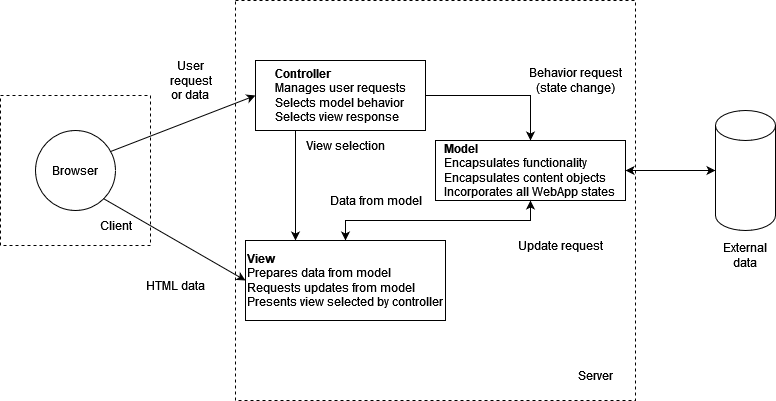 User
request
or data
Controller
Manages user requests
Selects model behavior
Selects view response
Behavior request
(state change)
View selection
Model
Encapsulates functionality
Encapsulates content objects
Incorporates all WebApp states
Browser
Data from model
Client
Update request
External
data
View
Prepares data from model
Requests updates from model
Presents view selected by controller
HTML data
Server